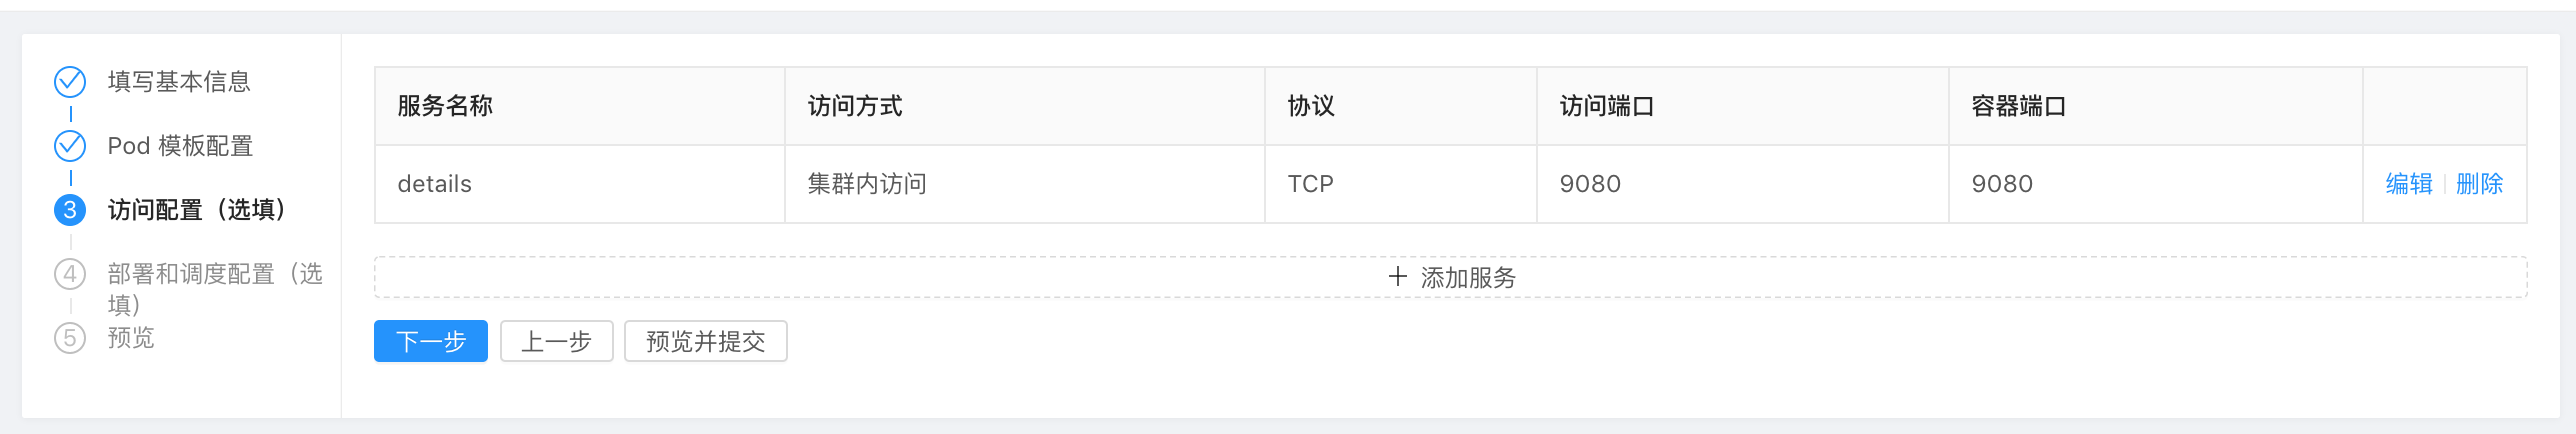 填写基本信息
Pod 模板配置
3 访问配置（选填）
4 部署和调度配置（选
填）
5 预览
服务名称 访问方式 协议 访问端口 容器端口
details 集群内访问 TCP 9080 9080 编辑 删除
+ 添加服务
下一步 上一步 预览并提交